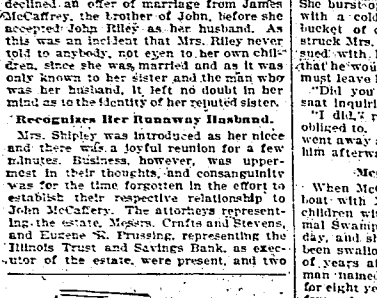 declined an offer of marriage from James
McCaffrey, the brother of John, before she
accepted John Riley as her husband. As
this was an incident that Mrs. Riley never
told to anybody, not even to her own chil-
dren, since she was married and as it was
only known to her sister and the man who
was her husband, it left no doubt in her
mind as to the identity of her reputed sister.
Recognizes Her Runaway Husband.
Mrs. Shipley was introduced as her niece
and there was a joyful reunion for a few
minutes. Business, however, was upper-
most in their thoughts, and consanguinity
was for the time forgotten in the effort to
establish their respective relationship to
John McCaffery. The attorneys represent-
ing the estate, Messrs. Crafts and Stevens,
and Eugene R. Frussing, representing the
Illinois Trust and Savings Bank, as exec-
utor of the estate, were present, and two
She burst
with a cold
bucket of
struck Mrs.
sued with
that he wou
must leave
"Did you
sat inquiri
"I did,"
obliged to.
went away
him afterwa
When McC
boat with
children wi
mal Swamp
day, and sh
been swallo
of years a
man named
for eight ye